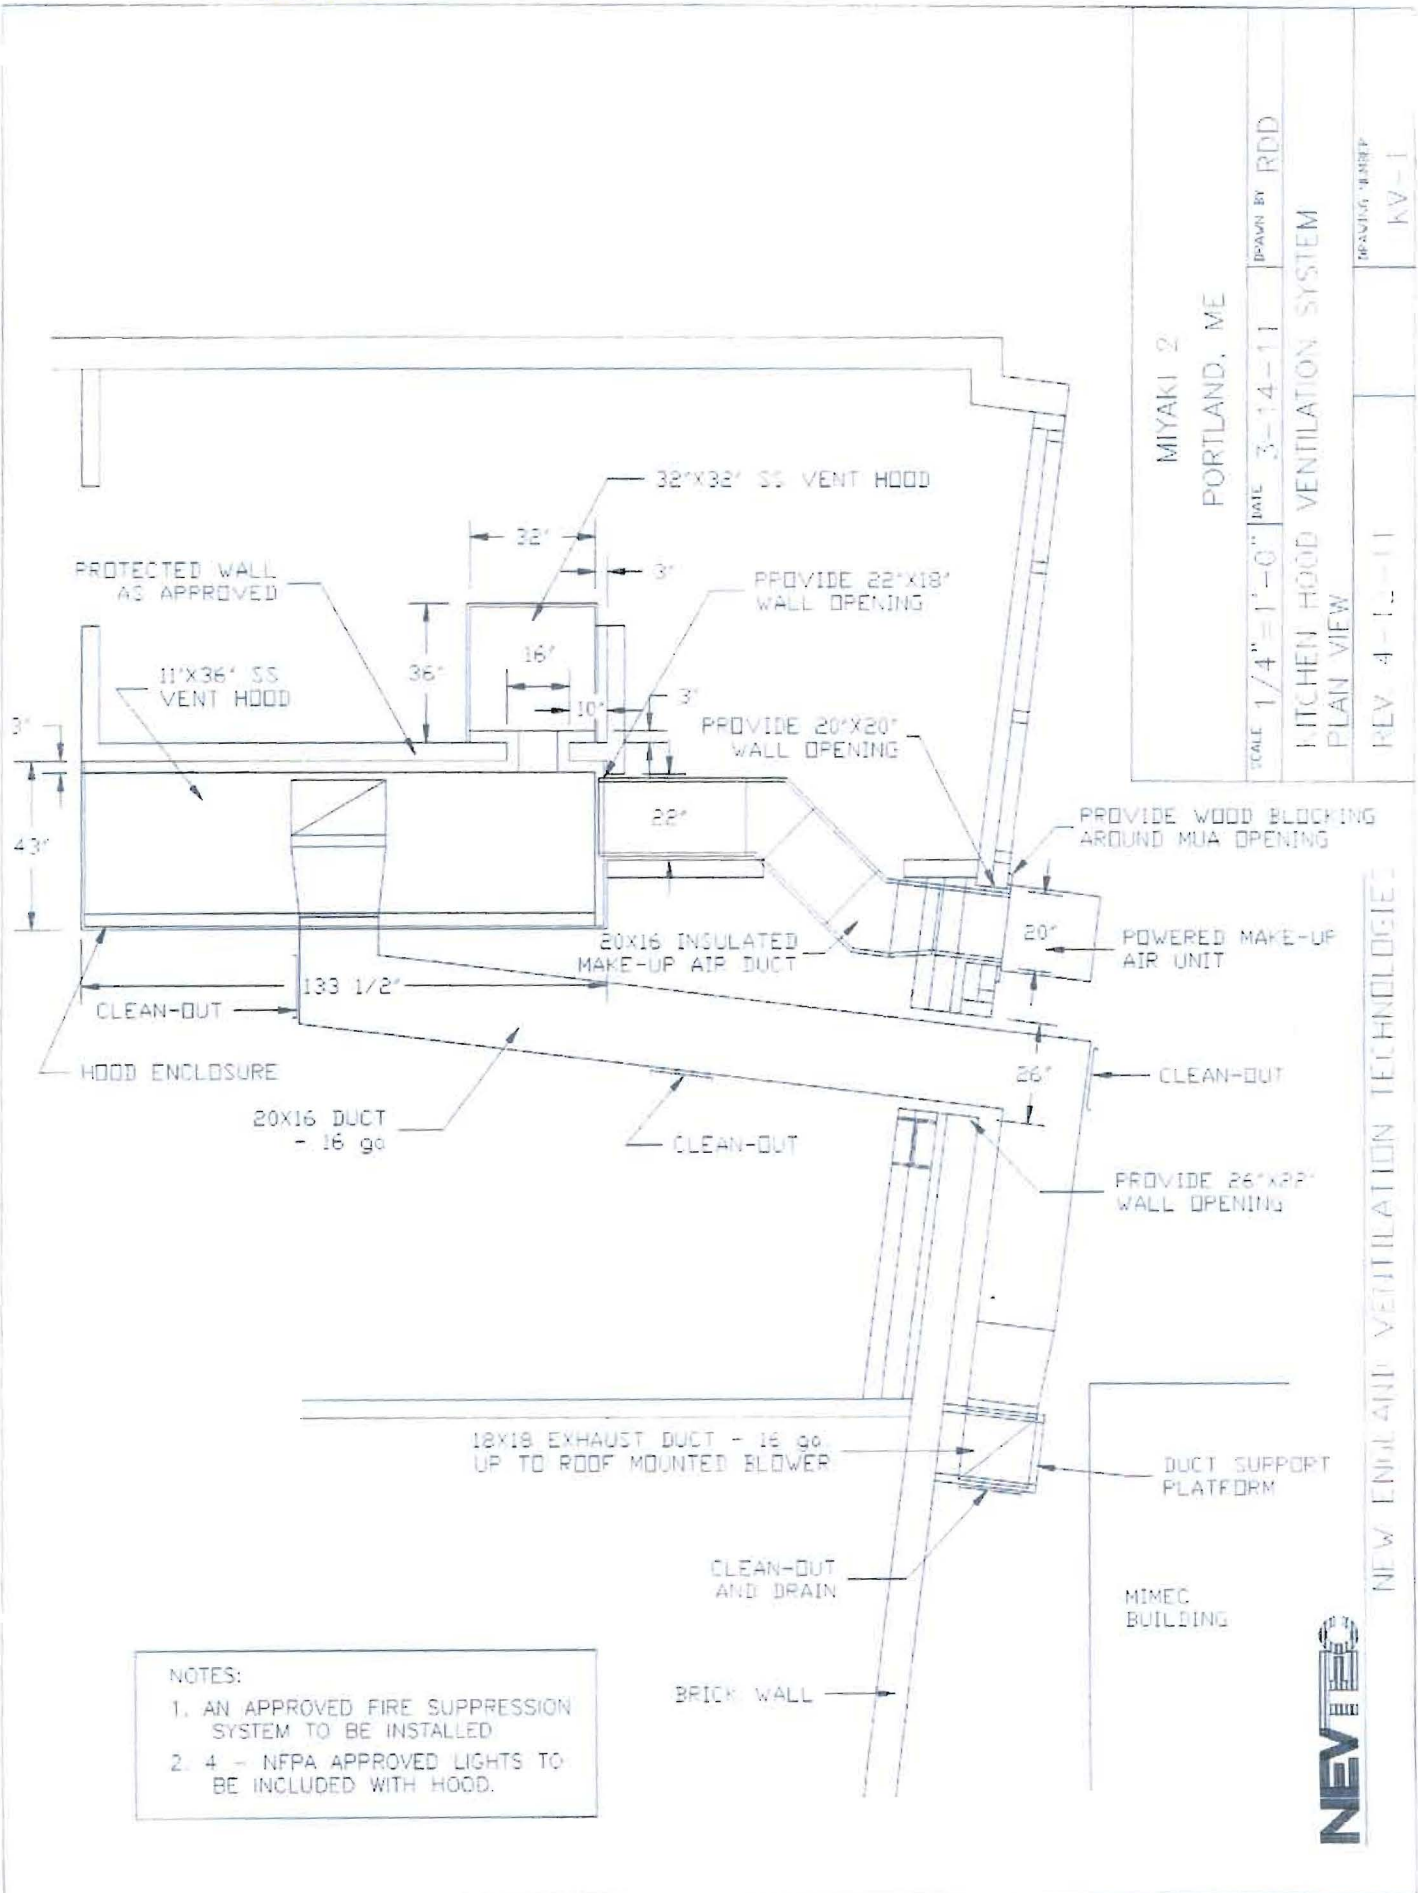 MIYAKI 2
PORTLAND, ME
SCALE 1/4"=1'-0"
DATE 3-14-11
DRAWN BY RDD
KITCHEN HOOD VENTILATION SYSTEM
PLAN VIEW
REV 4-
DRAWING NUMBER
KV-1
32"X32" SS VENT HOOD
32"
3"
PROTECTED WALL
AS APPROVED
PROVIDE 22"X18"
WALL OPENING
36"
16"
11'X36" SS
VENT HOOD
10"
3"
3"
PROVIDE 20"X20"
WALL OPENING
43"
22"
PROVIDE WOOD BLOCKING
AROUND MUA OPENING
20X16 INSULATED
MAKE-UP AIR DUCT
20"
POWERED MAKE-UP
AIR UNIT
133 1/2"
CLEAN-OUT
HOOD ENCLOSURE
26"
CLEAN-OUT
20X16 DUCT
- 16 ga
CLEAN-OUT
PROVIDE 26"X22"
WALL OPENING
18X18 EXHAUST DUCT - 16 ga.
UP TO ROOF MOUNTED BLOWER
DUCT SUPPORT
PLATFORM
CLEAN-OUT
AND DRAIN
MIMEC
BUILDING
BRICK WALL
NOTES:
1. AN APPROVED FIRE SUPPRESSION
SYSTEM TO BE INSTALLED
2. 4 - NFPA APPROVED LIGHTS TO
BE INCLUDED WITH HOOD.
NEVTEC
NEW ENGLAND VENTILATION TECHNOLOGIES